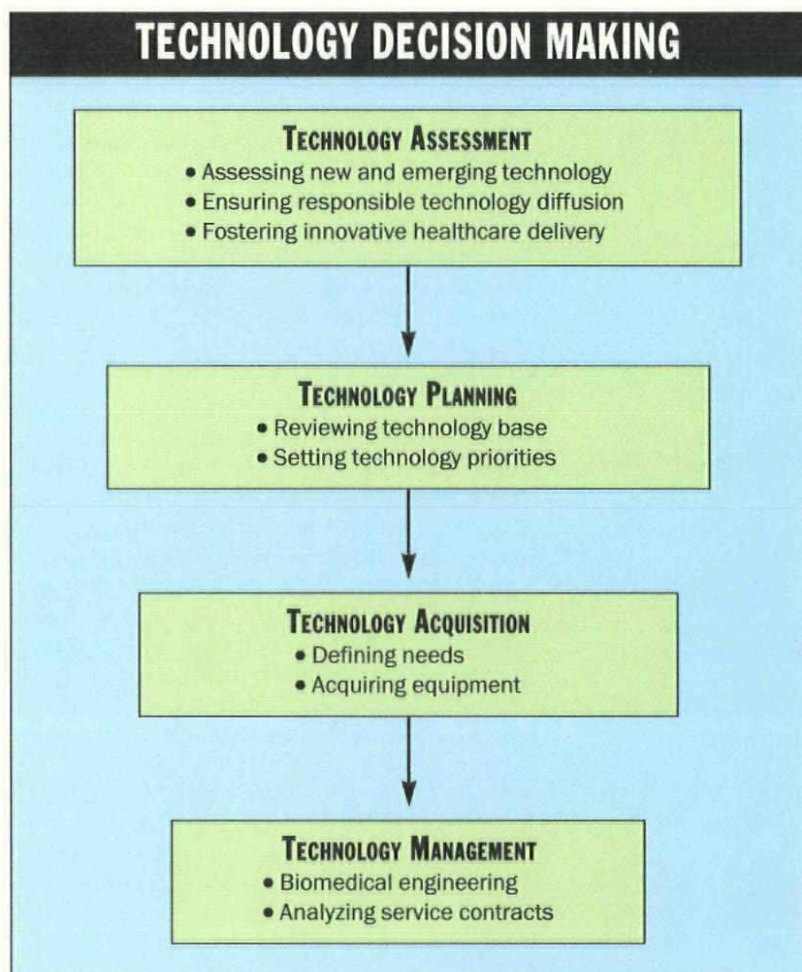 TECHNOLOGY DECISION MAKING
TECHNOLOGY ASSESSMENT
• Assessing new and emerging technology
• Ensuring responsible technology diffusion
• Fostering innovative healthcare delivery
TECHNOLOGY PLANNING
• Reviewing technology base
• Setting technology priorities
TECHNOLOGY ACQUISITION
• Defining needs
• Acquiring equipment
TECHNOLOGY MANAGEMENT
• Biomedical engineering
• Analyzing service contracts